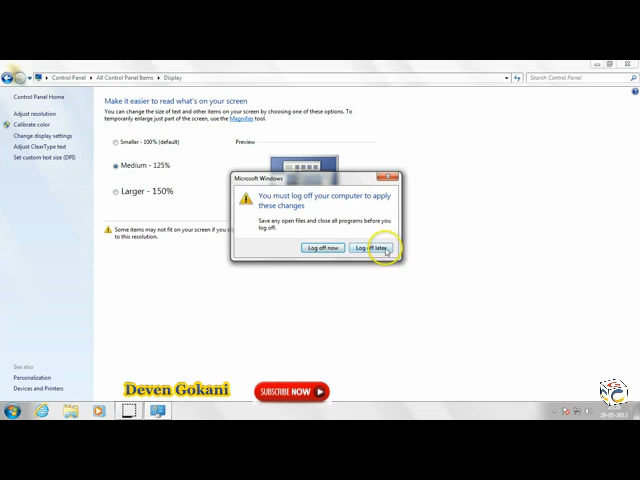 Control Panel
All Control Panel Items
Display
Search Control Panel
Control Panel Home
Adjust resolution
Calibrate color
Change display settings
Adjust ClearType text
Set custom text size (DPI)
Make it easier to read what's on your screen
You can change the size of text and other items on your screen by choosing one of these options. To
temporarily enlarge just part of the screen, use the Magnifier tool.
Smaller - 100% (default)
Preview
Medium - 125%
Larger - 150%
Some items may not fit on your screen if you
to this resolution.
Microsoft Windows
You must log off your computer to apply
these changes
Save any open files and close all programs before you
log off.
Log off now
Log off later
See also
Personalization
Devices and Printers
Deven Gokani
SUBSCRIBE NOW